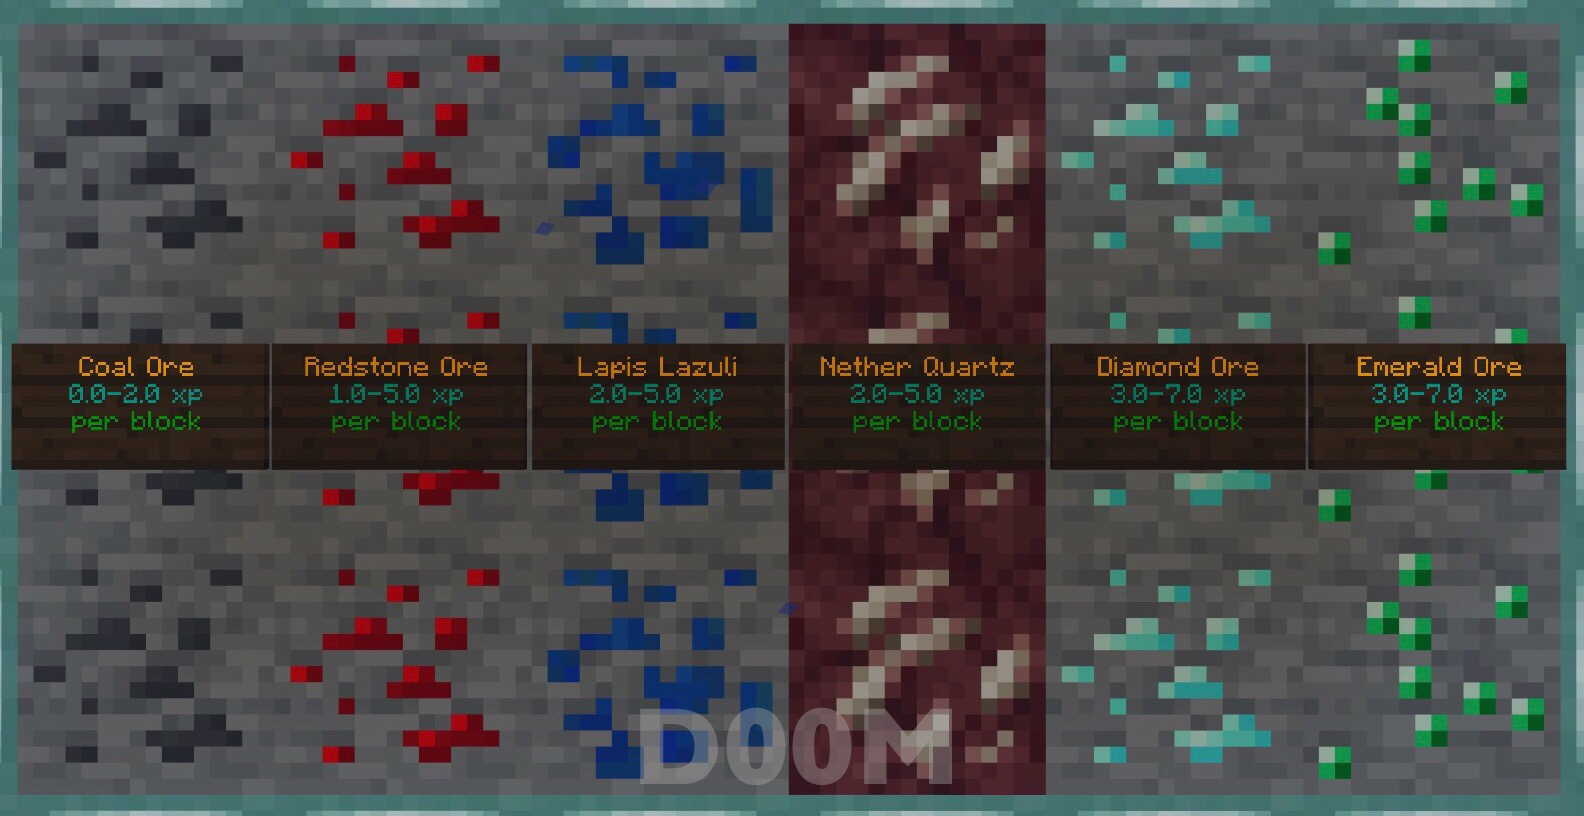 Coal Ore
0.0-2.0 xp
per block
Redstone Ore
1.0-5.0 xp
per block
Lapis Lazuli
2.0-5.0 xp
per block
Nether Quartz
2.0-5.0 xp
per block
Diamond Ore
3.0-7.0 xp
per block
Emerald Ore
3.0-7.0 xp
per block
D00M